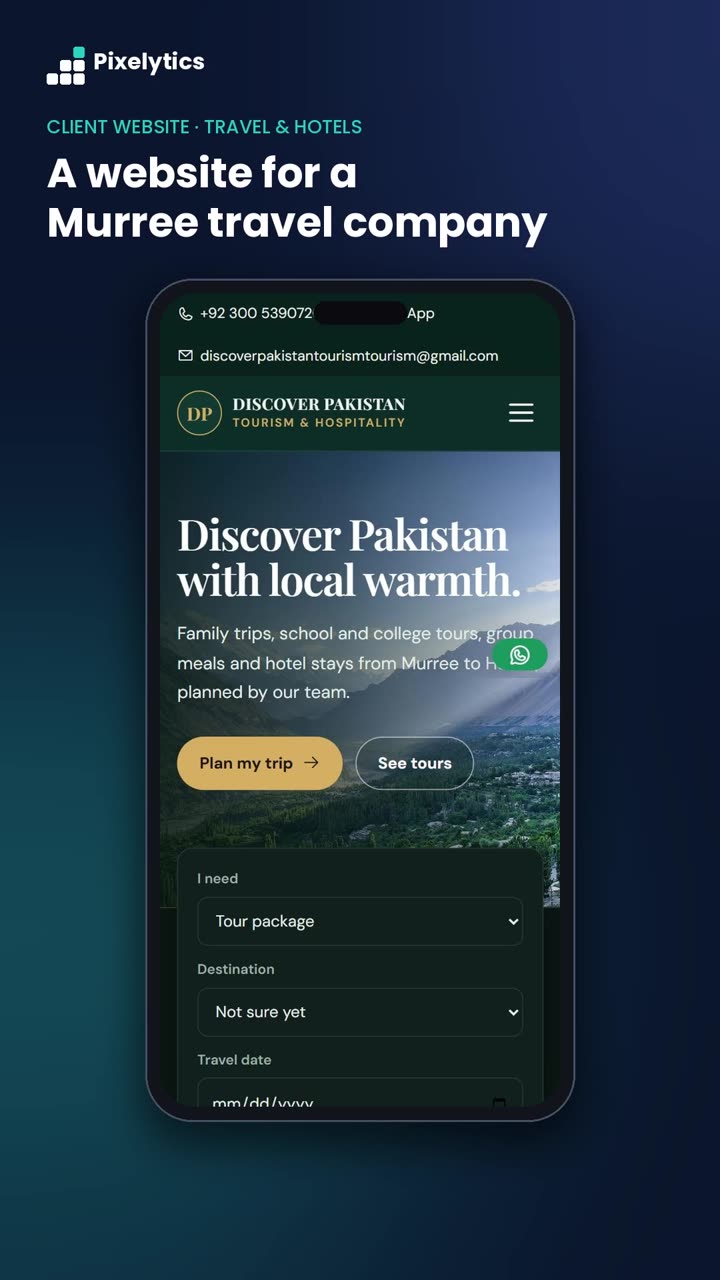 Pixelytics
CLIENT WEBSITE · TRAVEL & HOTELS
A website for a
Murree travel company
+92 300 539072 App
discoverpakistantourismtourism@gmail.com
DP
DISCOVER PAKISTAN
TOURISM & HOSPITALITY
Discover Pakistan
with local warmth.
Family trips, school and college tours, group
meals and hotel stays from Murree to
planned by our team.
Plan my trip →
See tours
I need
Tour package
Destination
Not sure yet
Travel date
mm/dd/yyyy